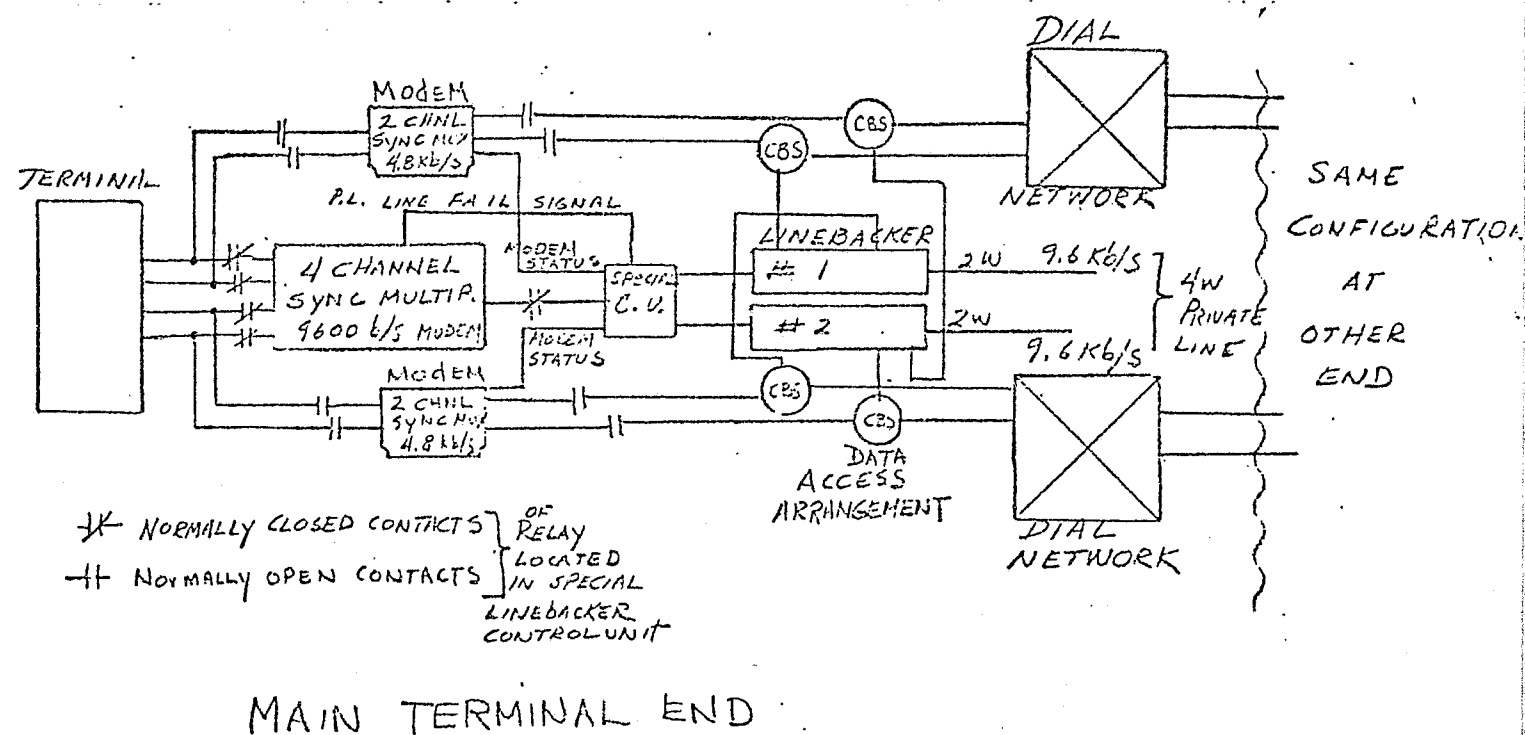 DIAL
MODEM
2 CHNL
SYNC MUX
4.8 Kb/S
CBS
CBS
TERMINAL
NETWORK
P.L. LINE FAIL SIGNAL
SAME
CONFIGURATION
AT
OTHER
END
MODEM
STATUS
LINEBACKER
4 CHANNEL
SYNC MULTIP.
9600 b/s MODEM
SPECIAL
C.U.
# 1
# 2
2W
9.6 Kb/S
2W
9.6 Kb/S
4W
PRIVATE
LINE
MODEM
STATUS
MODEM
2 CHNL
SYNC MUX
4.8 kb/s
CBS
CBS
DATA
ACCESS
ARRANGEMENT
DIAL
NETWORK
NORMALLY CLOSED CONTACTS
NORMALLY OPEN CONTACTS
OF
RELAY
LOCATED
IN SPECIAL
LINEBACKER
CONTROL UNIT
MAIN TERMINAL END